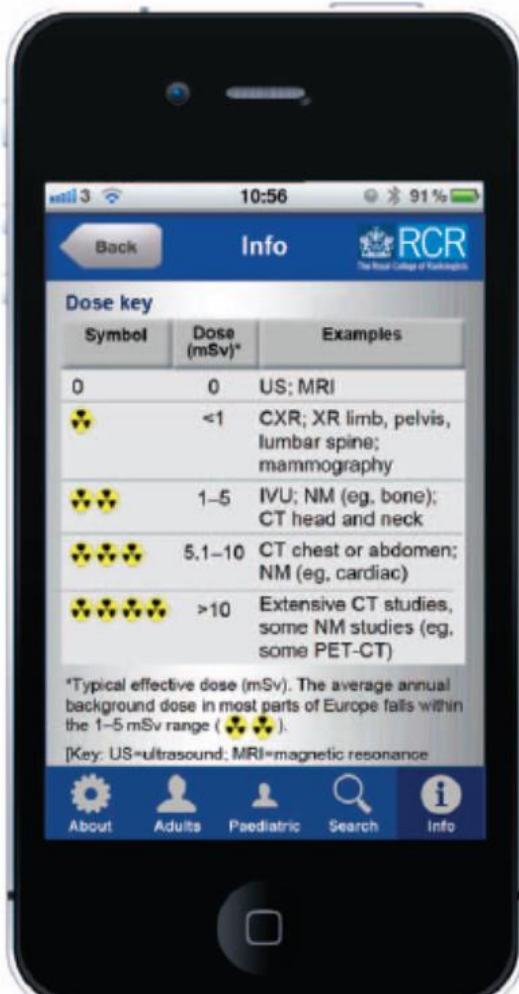 3 10:56 91%
Back Info RCR
The Royal College of Radiologists
Dose key
Symbol Dose (mSv)* Examples
0 0 US; MRI
<1 CXR; XR limb, pelvis,
lumbar spine;
mammography
1–5 IVU; NM (eg, bone);
CT head and neck
5.1–10 CT chest or abdomen;
NM (eg, cardiac)
>10 Extensive CT studies,
some NM studies (eg,
some PET-CT)
*Typical effective dose (mSv). The average annual
background dose in most parts of Europe falls within
the 1–5 mSv range ( ).
[Key: US=ultrasound; MRI=magnetic resonance
About Adults Paediatric Search Info